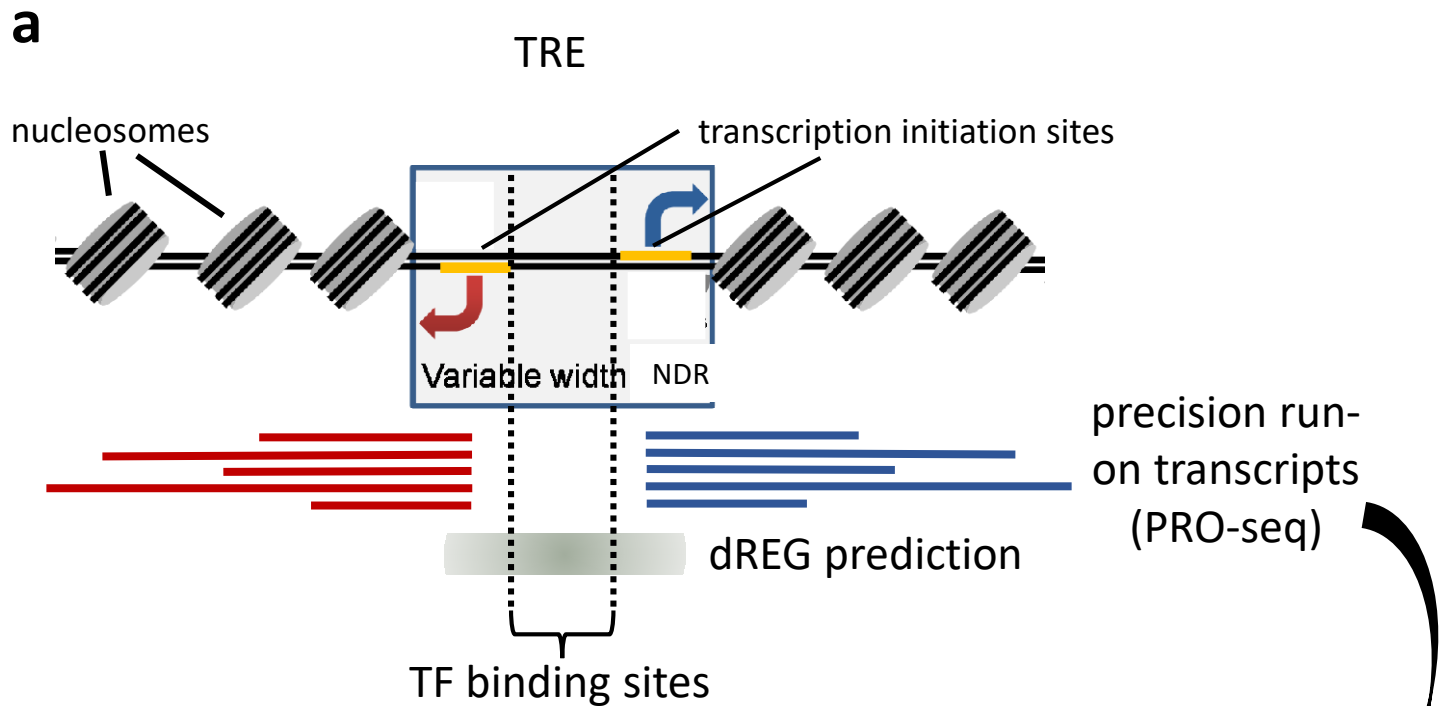 a
TRE
nucleosomes
transcription initiation sites
Variable width
NDR
precision run-
on transcripts
(PRO-seq)
dREG prediction
TF binding sites